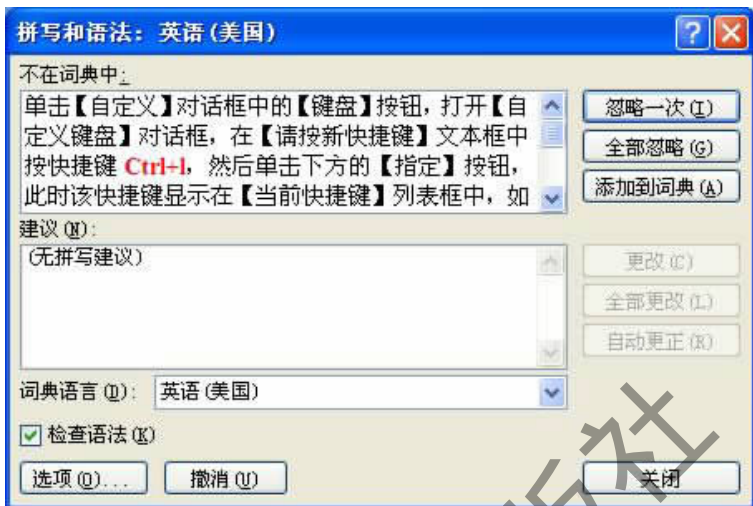 拼写和语法: 英语(美国)
不在词典中:
单击【自定义】对话框中的【键盘】按钮,打开【自
定义键盘】对话框,在【请按新快捷键】文本框中
按快捷键 Ctrl+l,然后单击下方的【指定】按钮,
此时该快捷键显示在【当前快捷键】列表框中,如
忽略一次(I)
全部忽略(G)
添加到词典(A)
建议(N):
(无拼写建议)
更改(C)
全部更改(L)
自动更正(R)
词典语言(D): 英语(美国)
检查语法(K)
选项(O)... 撤消(U) 关闭
版社